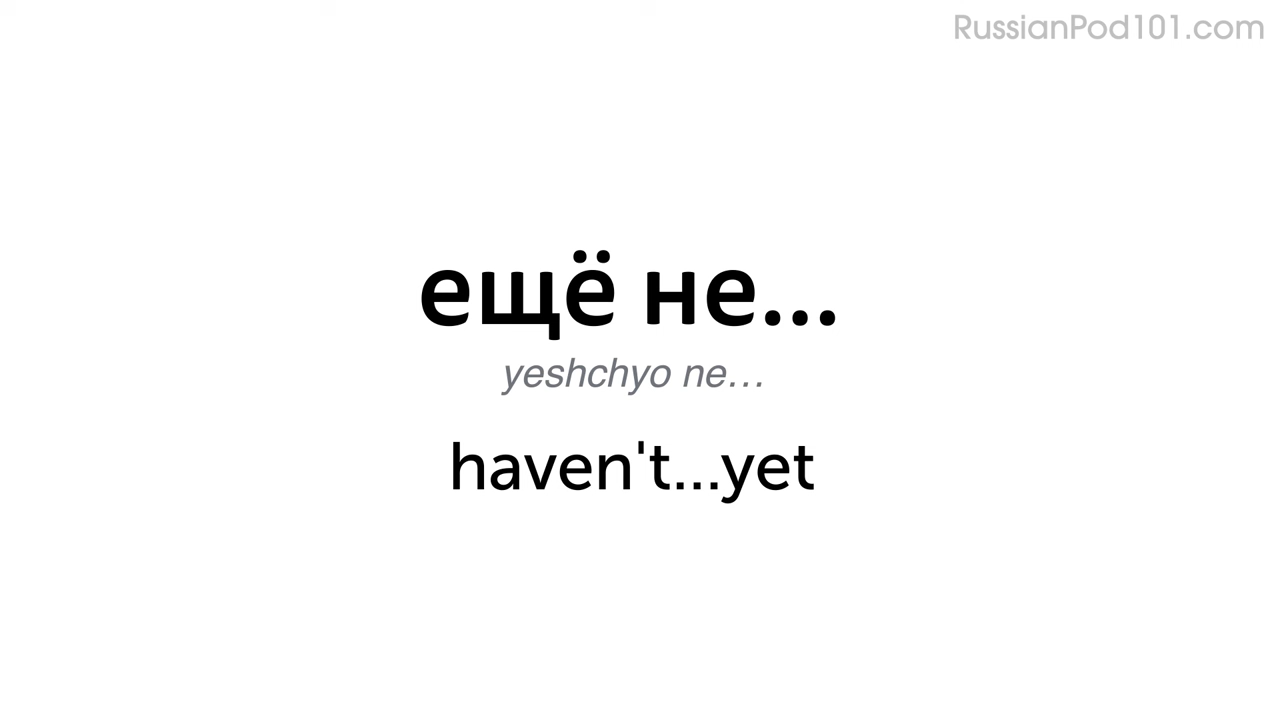 RussianPod101.com
ещё не...
yeshchyo ne...
haven't...yet